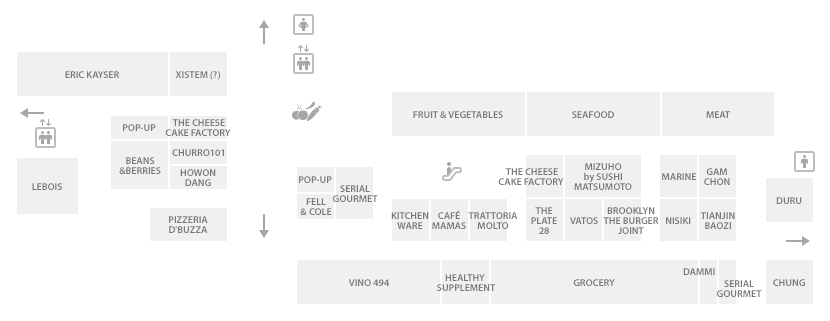 ERIC KAYSER
XISTEM (?)
POP-UP
THE CHEESE
CAKE FACTORY
BEANS
&BERRIES
CHURRO101
HOWON
DANG
LEBOIS
PIZZERIA
D'BUZZA
FRUIT & VEGETABLES
SEAFOOD
MEAT
POP-UP
SERIAL
GOURMET
FELL
& COLE
THE CHEESE
CAKE FACTORY
MIZUHO
by SUSHI
MATSUMOTO
MARINE
GAM
CHON
KITCHEN
WARE
CAFÉ
MAMAS
TRATTORIA
MOLTO
THE
PLATE
28
VATOS
BROOKLYN
THE BURGER
JOINT
NISIKI
TIANJIN
BAOZI
DURU
VINO 494
HEALTHY
SUPPLEMENT
GROCERY
DAMMI
SERIAL
GOURMET
CHUNG